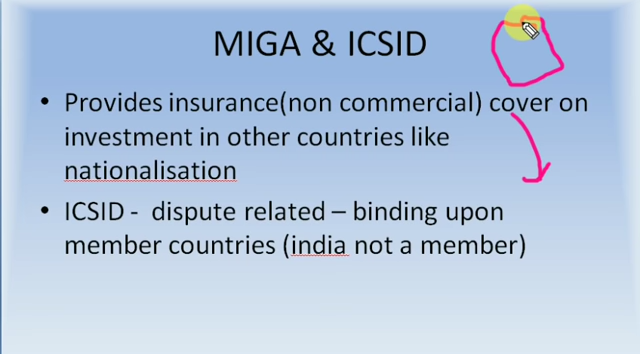 MIGA & ICSID
• Provides insurance(non commercial) cover on
investment in other countries like
nationalisation
• ICSID - dispute related – binding upon
member countries (india not a member)